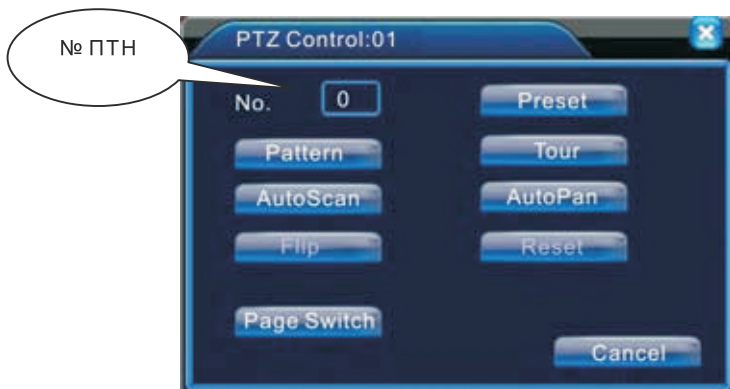 № ПТН
PTZ Control:01
No. 0 Preset
Pattern Tour
AutoScan AutoPan
Flip Reset
Page Switch
Cancel